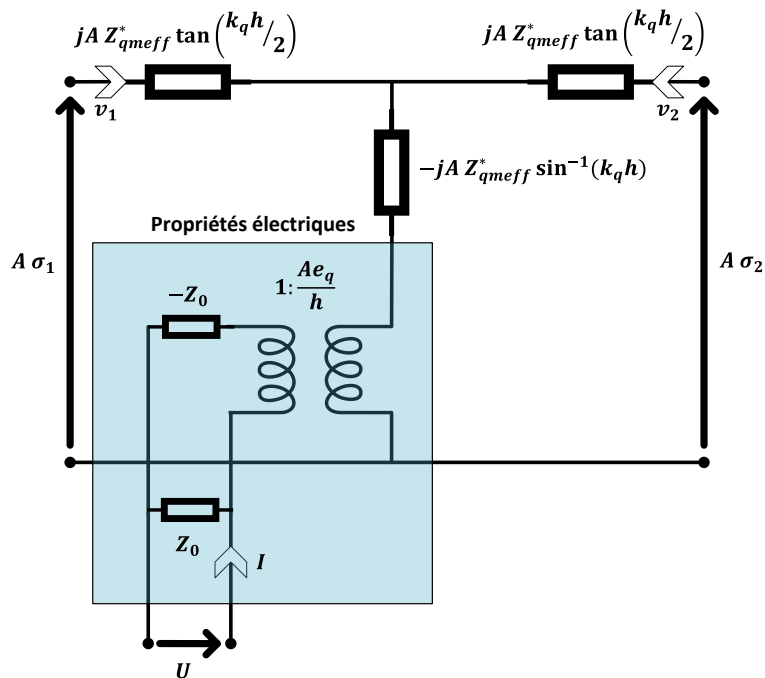 jA Z*qmeff tan (kqh/2)
jA Z*qmeff tan (kqh/2)
v1
v2
−jA Z*qmeff sin−1(kqh)
Propriétés électriques
A σ1
A σ2
1: Aeq/h
−Z0
Z0
I
U